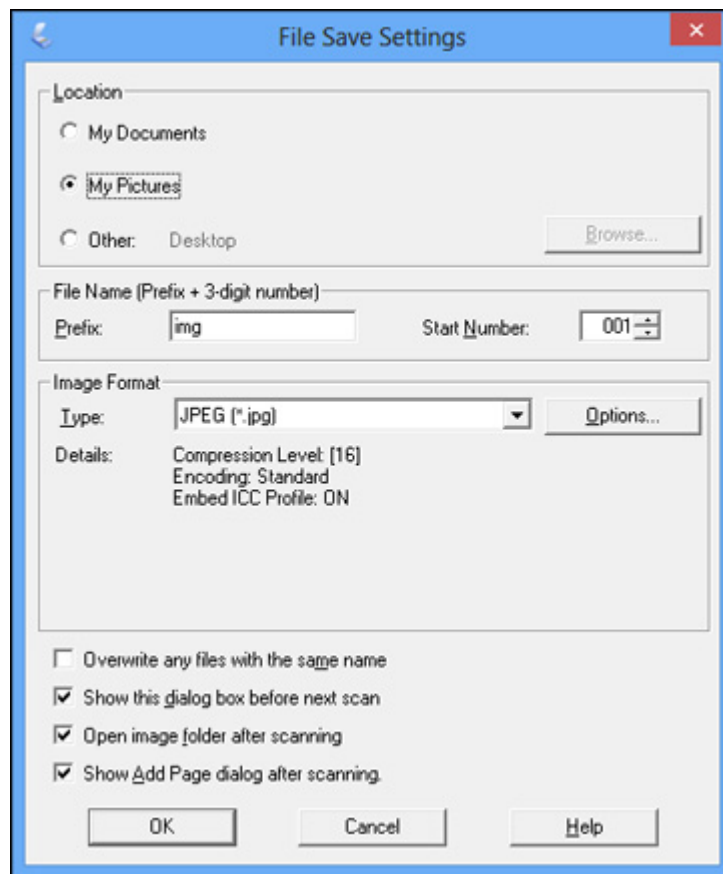 File Save Settings
Location
My Documents
My Pictures
Other: Desktop Browse...
File Name (Prefix + 3-digit number)
Prefix: img Start Number: 001
Image Format
Type: JPEG (*.jpg) Options...
Details: Compression Level: [16]
Encoding: Standard
Embed ICC Profile: ON
Overwrite any files with the same name
Show this dialog box before next scan
Open image folder after scanning
Show Add Page dialog after scanning.
OK Cancel Help